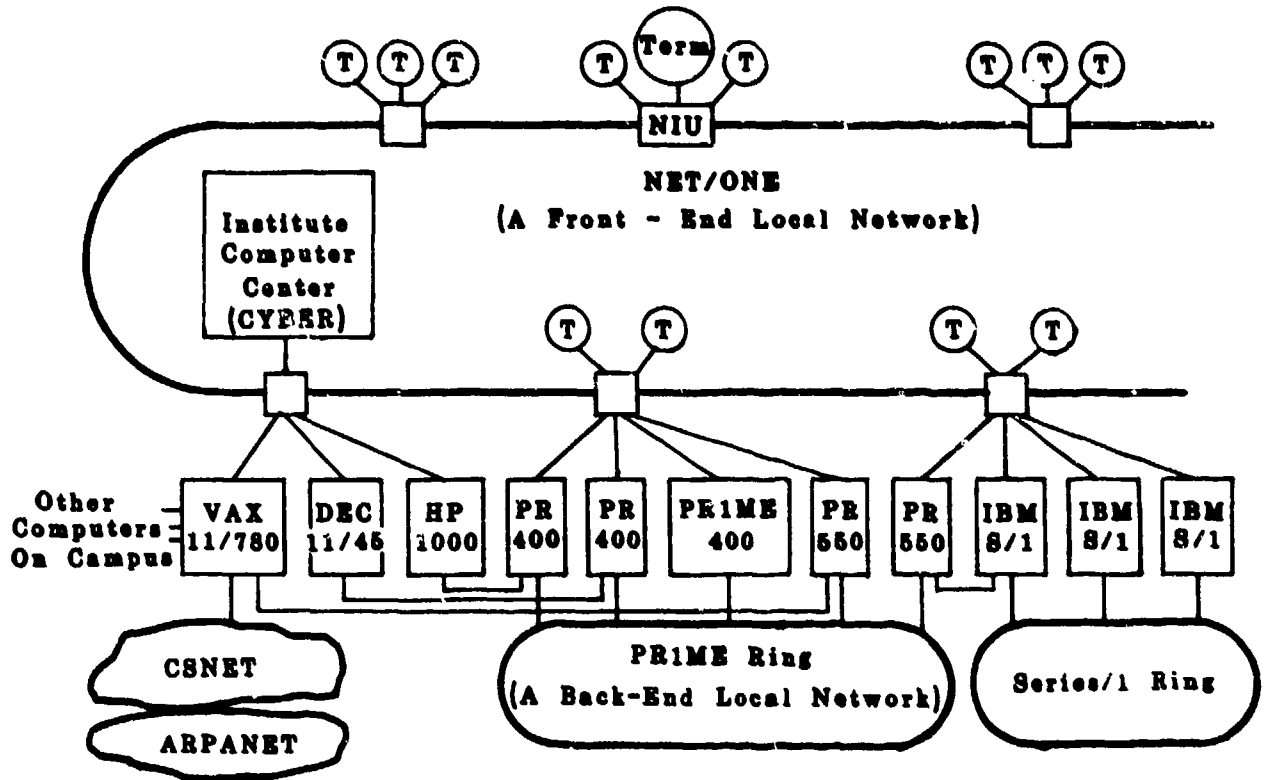 T T T
T Term T
T T T
NIU
NET/ONE
(A Front - End Local Network)
Institute
Computer
Center
(CYBER)
T T
T T
Other
Computers
On Campus
VAX
11/780
DEC
11/45
HP
1000
PR
400
PR
400
PR1ME
400
PR
550
PR
550
IBM
S/1
IBM
S/1
IBM
S/1
CSNET
ARPANET
PR1ME Ring
(A Back-End Local Network)
Series/1 Ring